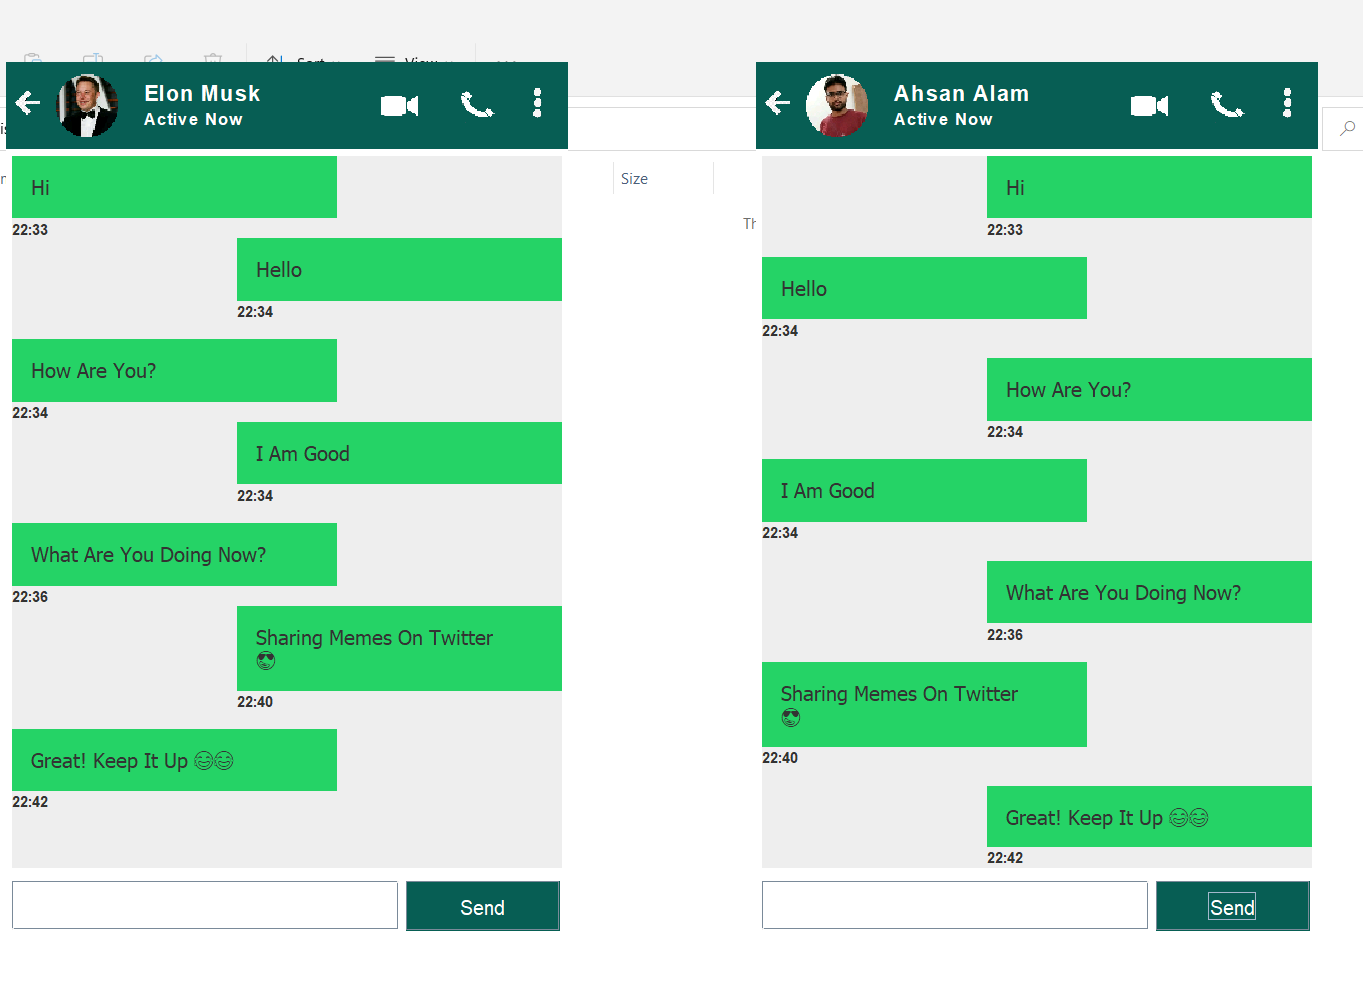 Sort
View
Elon Musk
Active Now
Hi
22:33
Hello
22:34
How Are You?
22:34
I Am Good
22:34
What Are You Doing Now?
22:36
Sharing Memes On Twitter
😎
22:40
Great! Keep It Up 😊😊
22:42
Send
Size
Ahsan Alam
Active Now
Hi
22:33
Hello
22:34
How Are You?
22:34
I Am Good
22:34
What Are You Doing Now?
22:36
Sharing Memes On Twitter
😎
22:40
Great! Keep It Up 😊😊
22:42
Send